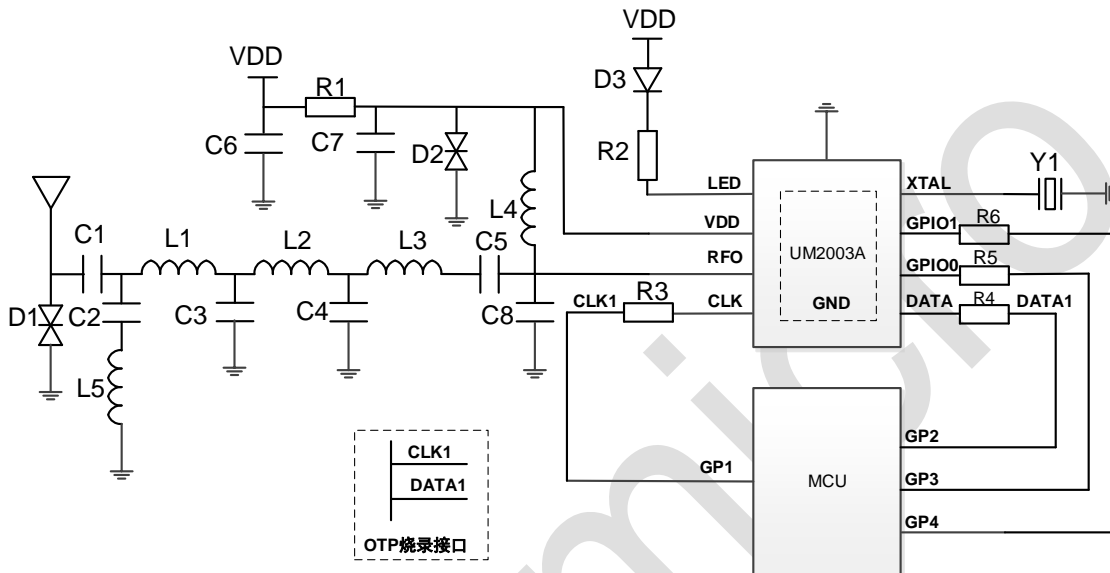 VDD
VDD
R1
D3
C6
C7
D2
R2
Y1
LED
XTAL
L4
VDD
GPIO1
R6
C1
L1
L2
L3
C5
RFO
UM2003A
GPIO0
R5
D1
C2
C3
C4
C8
CLK1
R3
CLK
GND
DATA
R4
DATA1
L5
CLK1
DATA1
OTP烧录接口
GP1
MCU
GP2
GP3
GP4
micro